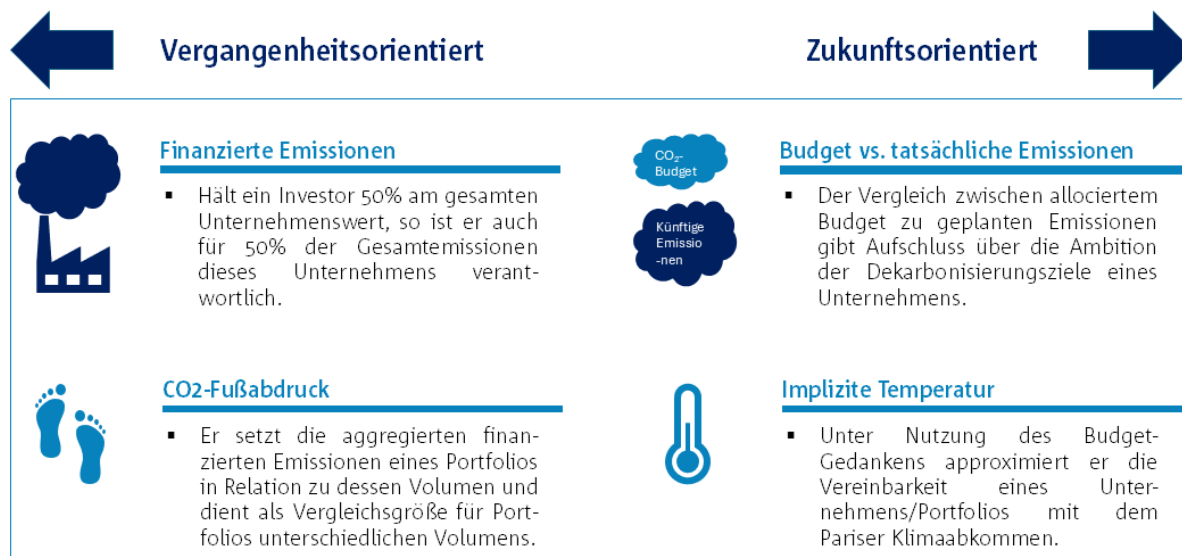 Vergangenheitsorientiert
Zukunftsorientiert
Finanzierte Emissionen
▪ Hält ein Investor 50% am gesamten
Unternehmenswert, so ist er auch
für 50% der Gesamtemissionen
dieses Unternehmens verant-
wortlich.
CO₂-
Budget
Künftige
Emissio
-nen
Budget vs. tatsächliche Emissionen
▪ Der Vergleich zwischen allociertem
Budget zu geplanten Emissionen
gibt Aufschluss über die Ambition
der Dekarbonisierungsziele eines
Unternehmens.
CO2-Fußabdruck
▪ Er setzt die aggregierten finan-
zierten Emissionen eines Portfolios
in Relation zu dessen Volumen und
dient als Vergleichsgröße für Port-
folios unterschiedlichen Volumens.
Implizite Temperatur
▪ Unter Nutzung des Budget-
Gedankens approximiert er die
Vereinbarkeit eines Unter-
nehmens/Portfolios mit dem
Pariser Klimaabkommen.